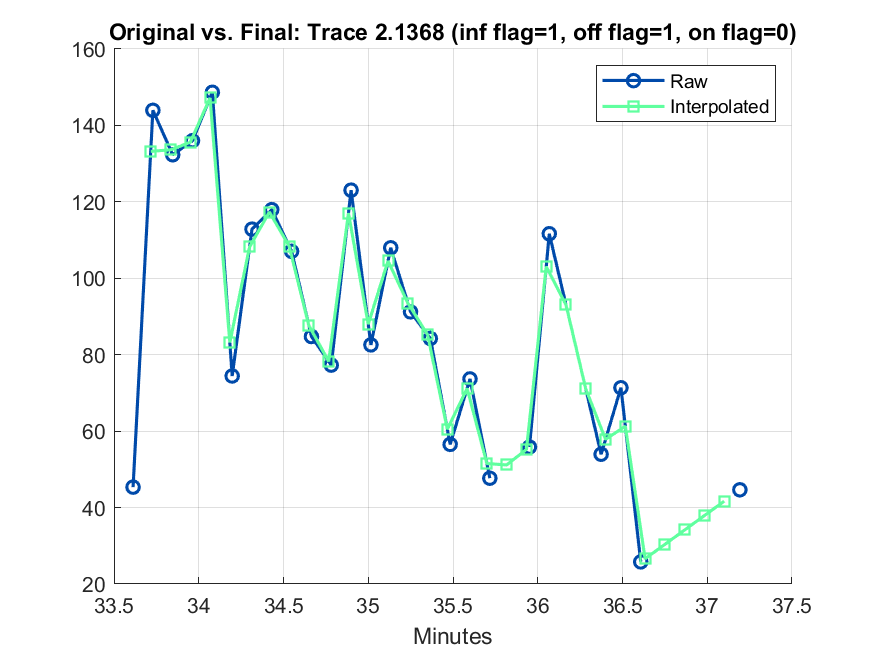 Original vs. Final: Trace 2.1368 (inf flag=1, off flag=1, on flag=0)
160
140
120
100
80
60
40
20
Raw
Interpolated
33.5 34 34.5 35 35.5 36 36.5 37 37.5
Minutes